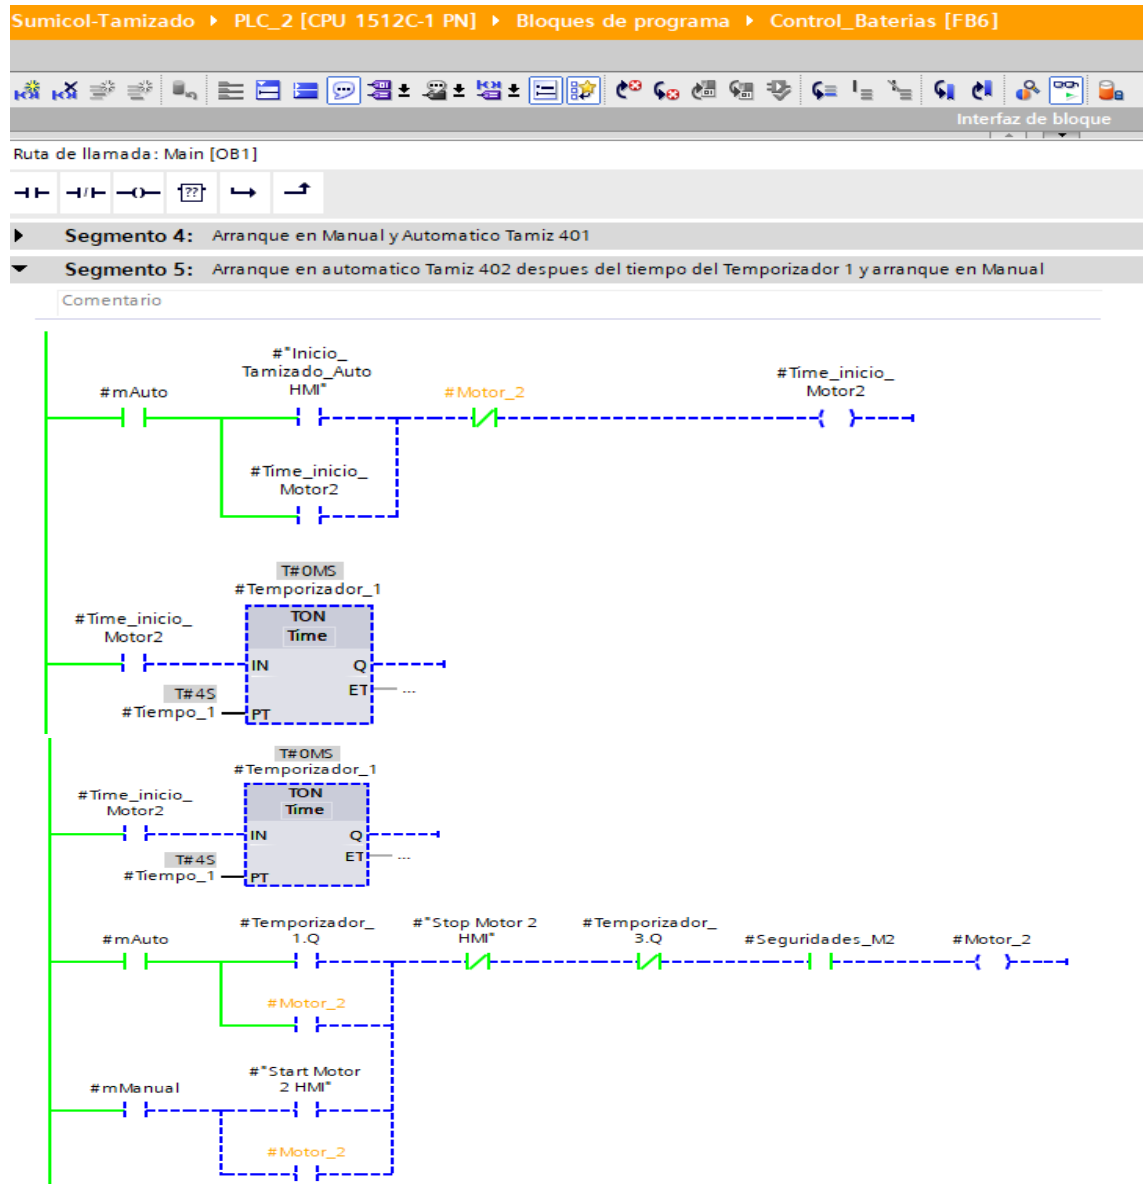 Sumicol-Tamizado ▸ PLC_2 [CPU 1512C-1 PN] ▸ Bloques de programa ▸ Control_Baterias [FB6]
Interfaz de bloque
Ruta de llamada: Main [OB1]
??
Segmento 4: Arranque en Manual y Automatico Tamiz 401
Segmento 5: Arranque en automatico Tamiz 402 despues del tiempo del Temporizador 1 y arranque en Manual
Comentario
#mAuto
#"Inicio_
Tamizado_Auto
HMI"
#Motor_2
#Time_inicio_
Motor2
#Time_inicio_
Motor2
T#0MS
#Temporizador_1
TON
Time
#Time_inicio_
Motor2
IN
Q
T#4S
ET
...
#Tiempo_1
PT
T#0MS
#Temporizador_1
TON
Time
#Time_inicio_
Motor2
IN
Q
T#4S
ET
...
#Tiempo_1
PT
#mAuto
#Temporizador_
1.Q
#"Stop Motor 2
HMI"
#Temporizador_
3.Q
#Seguridades_M2
#Motor_2
#Motor_2
#mManual
#"Start Motor
2 HMI"
#Motor_2